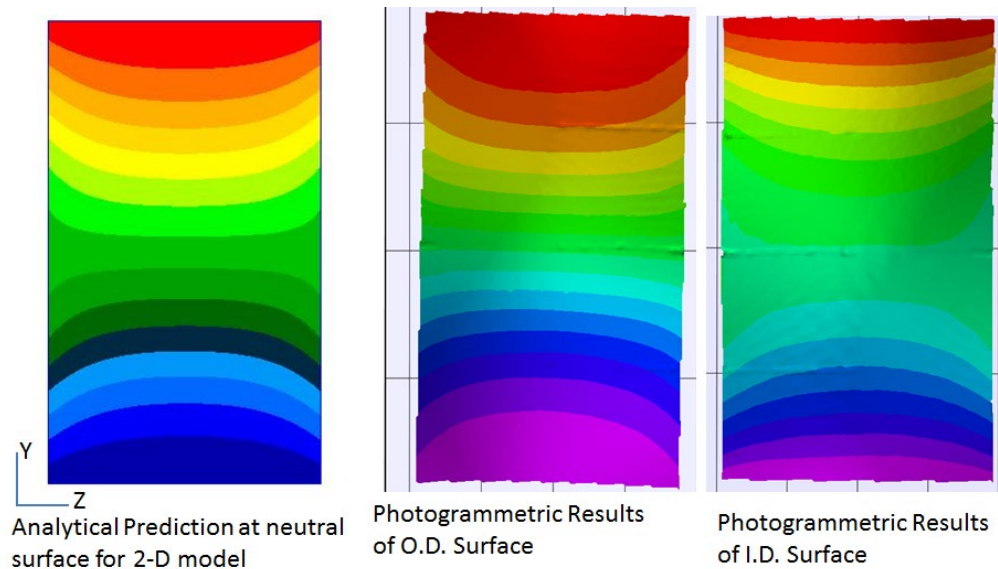 Y
Z
Analytical Prediction at neutral
surface for 2-D model
Photogrammetric Results
of O.D. Surface
Photogrammetric Results
of I.D. Surface